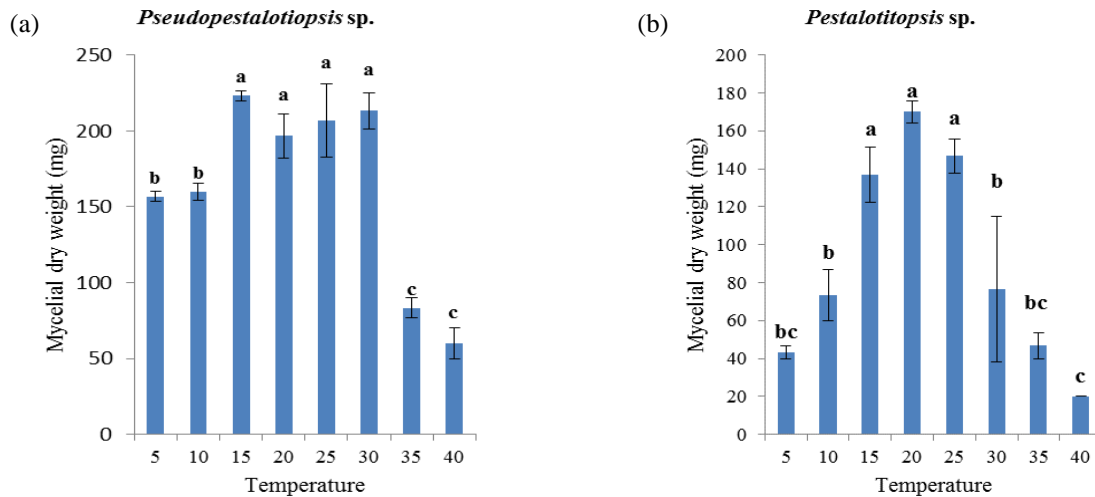 (a)
Pseudopestalotiopsis sp.
Mycelial dry weight (mg)
250
200
150
100
50
0
b
b
a
a
a
a
c
c
5 10 15 20 25 30 35 40
Temperature
(b)
Pestalotitopsis sp.
Mycelial dry weight (mg)
200
180
160
140
120
100
80
60
40
20
0
bc
b
a
a
a
b
bc
c
5 10 15 20 25 30 35 40
Temperature